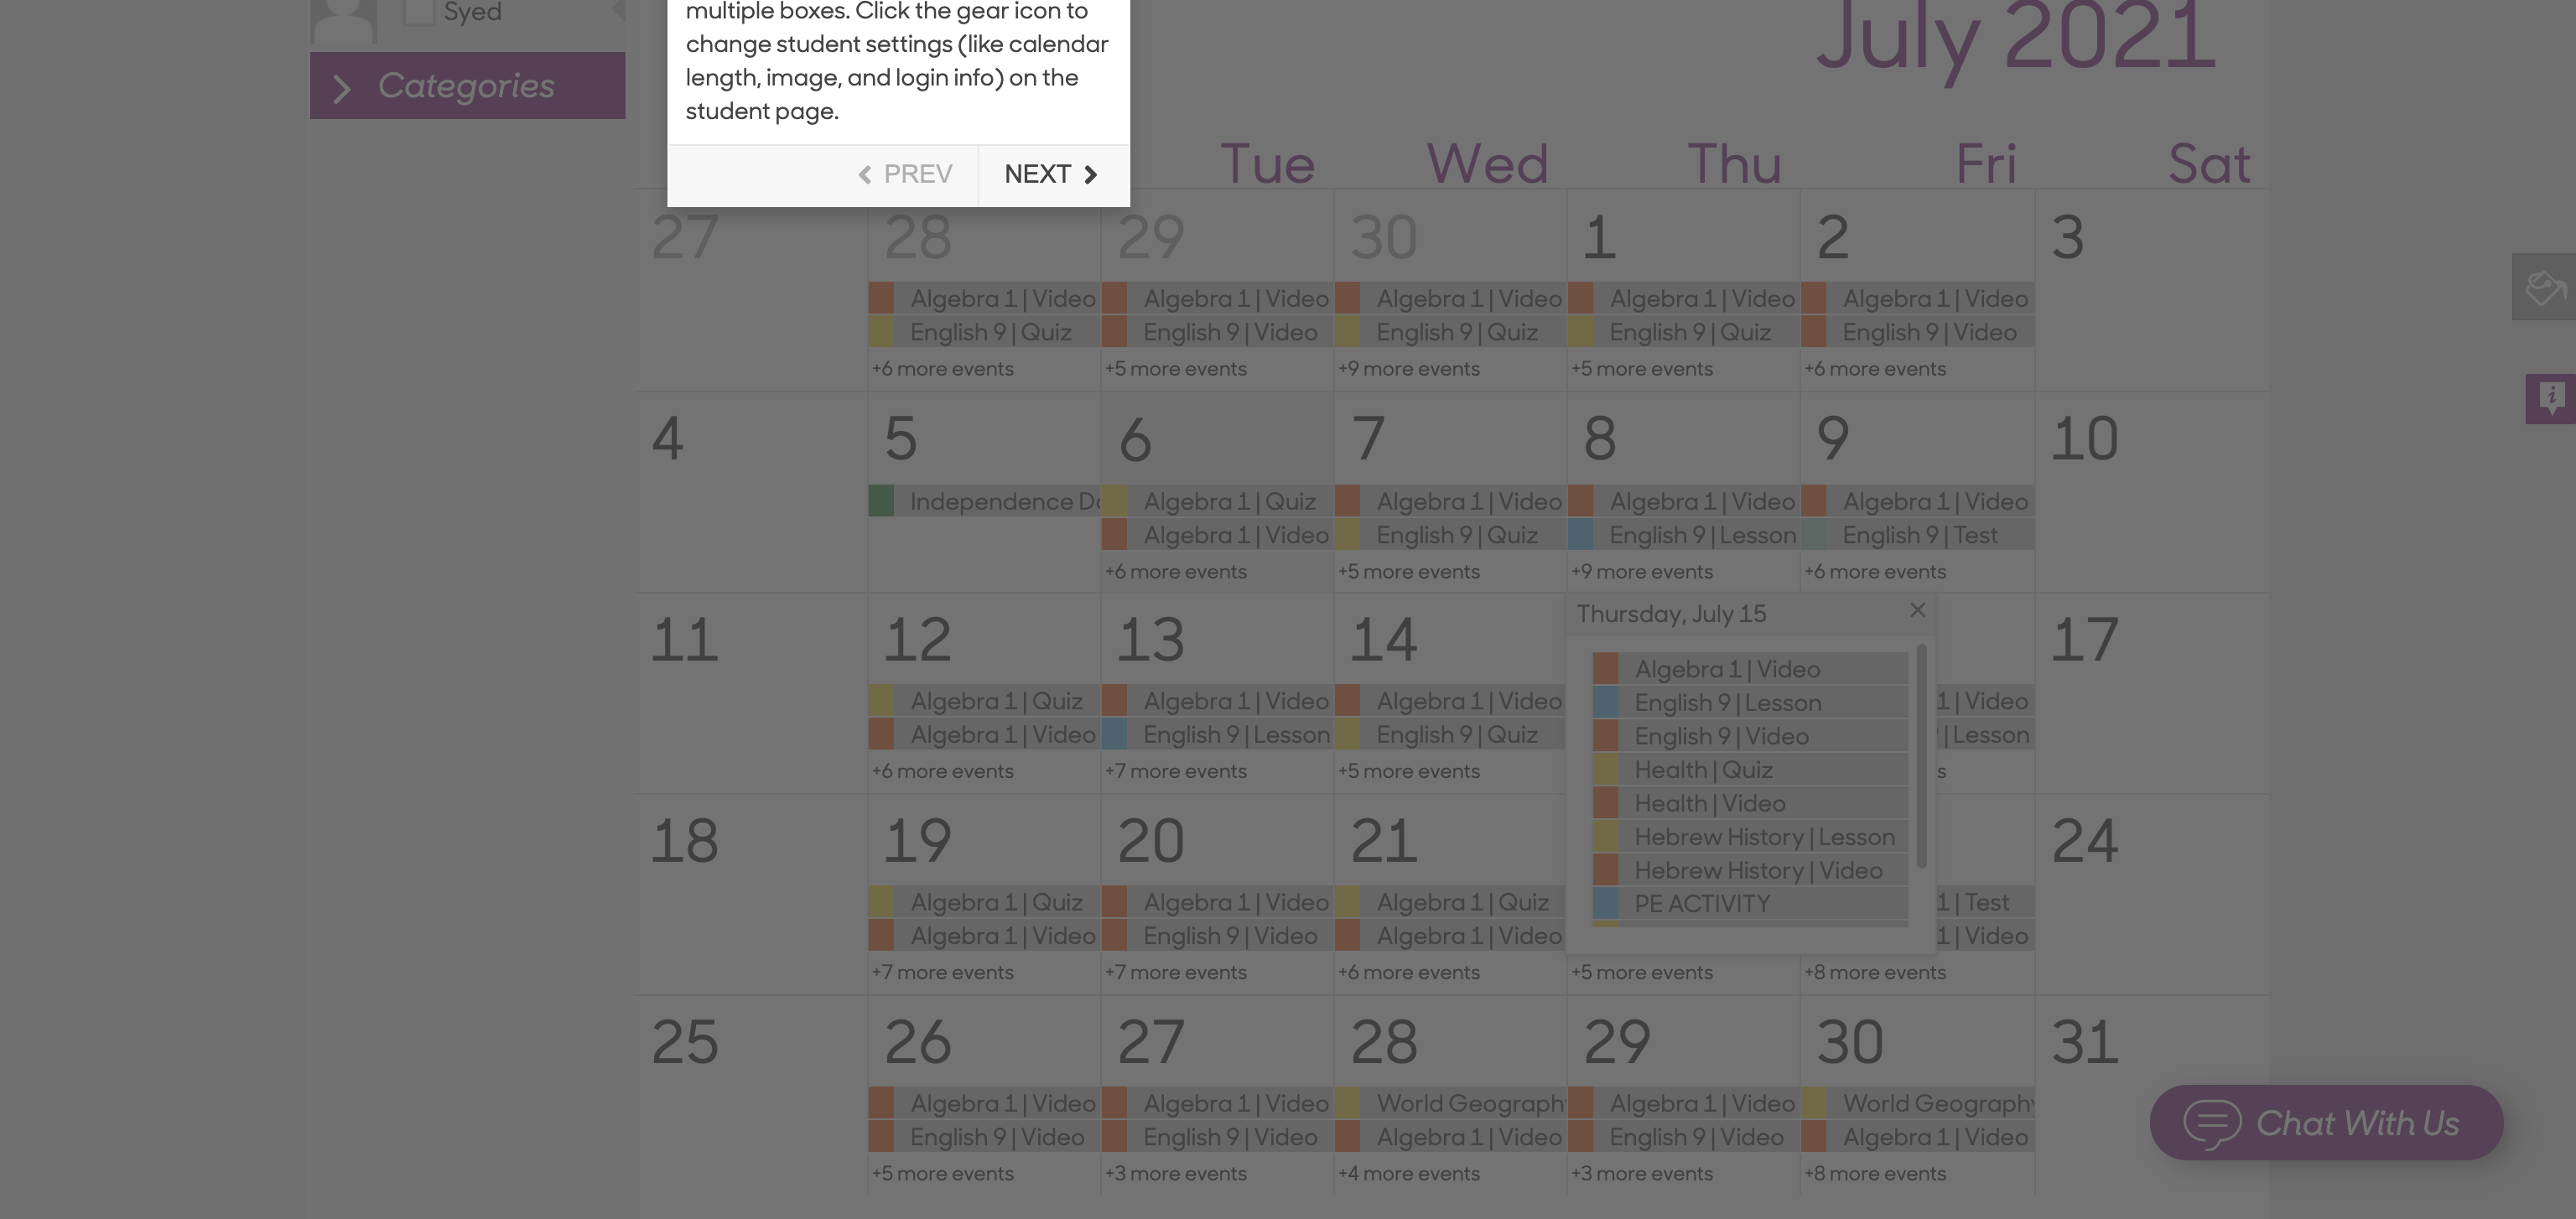 Syed
Categories
multiple boxes. Click the gear icon to
change student settings (like calendar
length, image, and login info) on the
student page.
PREV NEXT
July 2021
Tue Wed Thu Fri Sat
27 28 29 30 1 2 3
Algebra 1 | Video Algebra 1 | Video Algebra 1 | Video Algebra 1 | Video Algebra 1 | Video
English 9 | Quiz English 9 | Video English 9 | Quiz English 9 | Quiz English 9 | Video
+6 more events +5 more events +9 more events +5 more events +6 more events
4 5 6 7 8 9 10
Independence Algebra 1 | Quiz Algebra 1 | Video Algebra 1 | Video Algebra 1 | Video
Algebra 1 | Video English 9 | Quiz English 9 | Lesson English 9 | Test
+6 more events +5 more events +9 more events +6 more events
11 12 13 14 17
Algebra 1 | Quiz Algebra 1 | Video Algebra 1 | Video 1 | Video
Algebra 1 | Video English 9 | Lesson English 9 | Quiz | Lesson
+6 more events +7 more events +5 more events s
Thursday, July 15
Algebra 1 | Video
English 9 | Lesson
English 9 | Video
Health | Quiz
Health | Video
Hebrew History | Lesson
Hebrew History | Video
PE ACTIVITY
18 19 20 21 24
Algebra 1 | Quiz Algebra 1 | Video Algebra 1 | Quiz 1 | Test
Algebra 1 | Video English 9 | Video Algebra 1 | Video 1 | Video
+7 more events +7 more events +6 more events +5 more events +8 more events
25 26 27 28 29 30 31
Algebra 1 | Video Algebra 1 | Video World Geography Algebra 1 | Video World Geography
English 9 | Video English 9 | Video Algebra 1 | Video English 9 | Video Algebra 1 | Video
+5 more events +3 more events +4 more events +3 more events +8 more events
Chat With Us